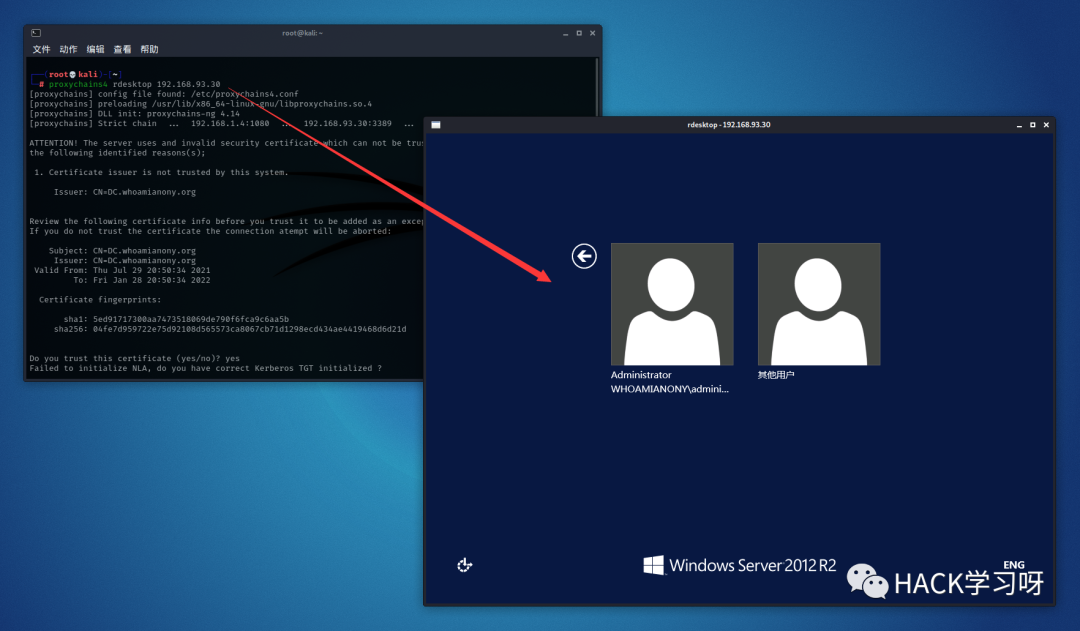 root@kali: ~
文件 动作 编辑 查看 帮助
root💀kali)-[~]
# proxychains4 rdesktop 192.168.93.30
[proxychains] config file found: /etc/proxychains4.conf
[proxychains] preloading /usr/lib/x86_64-linux-gnu/libproxychains.so.4
[proxychains] DLL init: proxychains-ng 4.14
[proxychains] Strict chain ... 192.168.1.4:1080 ... 192.168.93.30:3389 ...
ATTENTION! The server uses and invalid security certificate which can not be trus
the following identified reasons(s);
1. Certificate issuer is not trusted by this system.
Issuer: CN=DC.whoamianony.org
Review the following certificate info before you trust it to be added as an excep
If you do not trust the certificate the connection atempt will be aborted:
Subject: CN=DC.whoamianony.org
Issuer: CN=DC.whoamianony.org
Valid From: Thu Jul 29 20:50:34 2021
To: Fri Jan 28 20:50:34 2022
Certificate fingerprints:
sha1: 5ed91717300aa7473518069de790f6fca9c6aa5b
sha256: 04fe7d959722e75d92108d565573ca8067cb71d1298ecd434ae4419468d6d21d
Do you trust this certificate (yes/no)? yes
Failed to initialize NLA, do you have correct Kerberos TGT initialized ?
rdesktop - 192.168.93.30
Administrator
WHOAMIANONY\admini...
其他用户
Windows Server 2012 R2
ENG
HACK学习呀